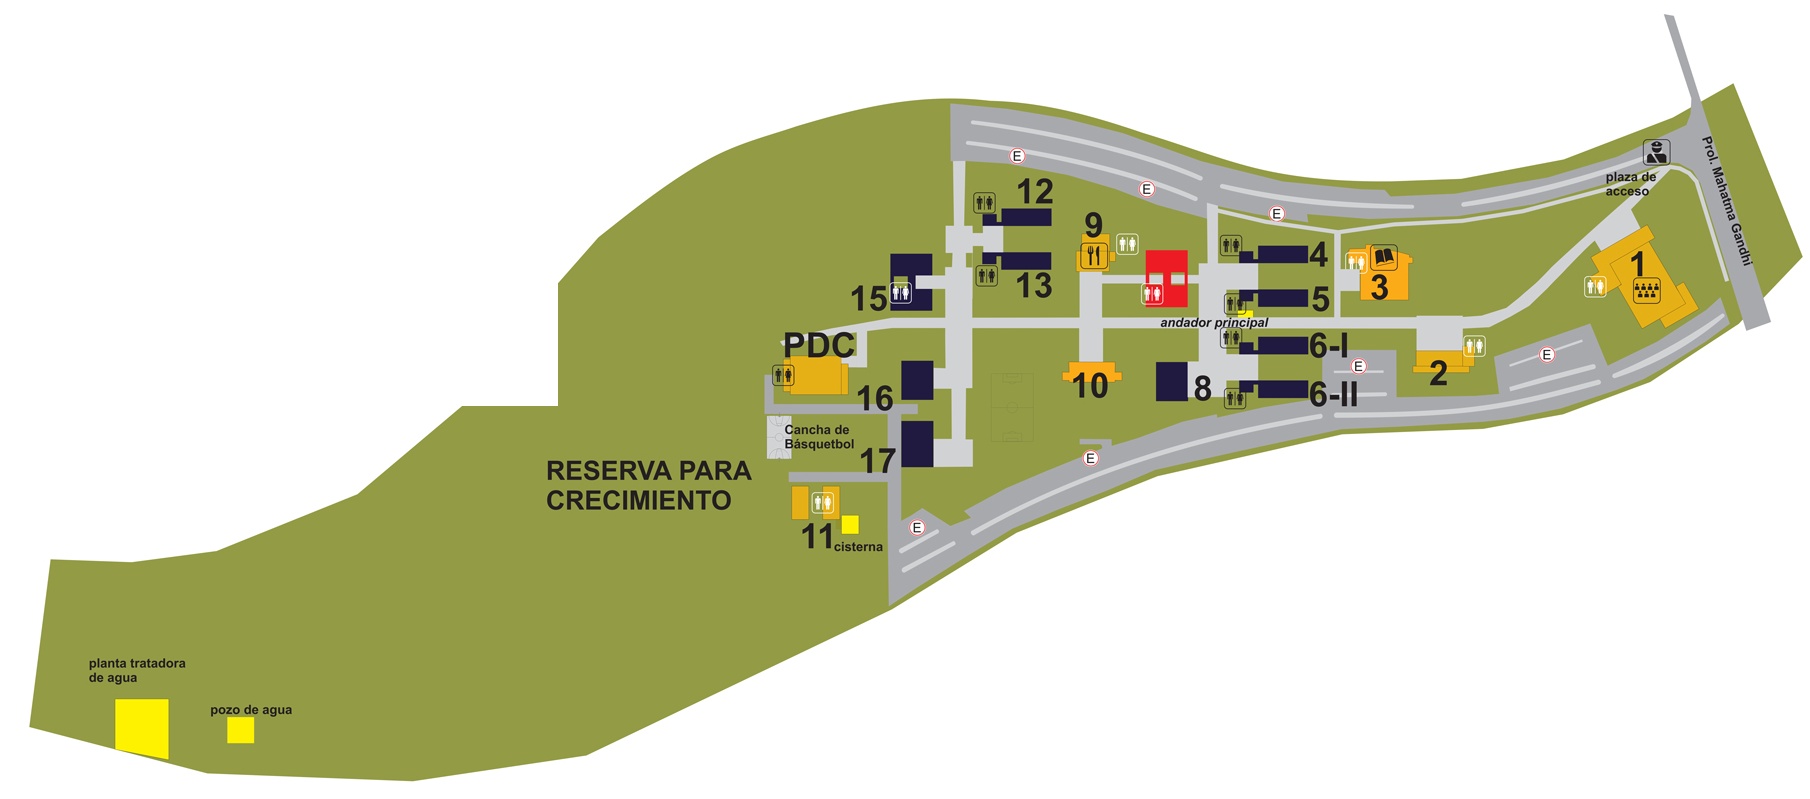 Prol. Mahatma Gandhi
plaza de
acceso
E
E
E
12
9
4
1
13
15
5
3
andador principal
PDC
6-I
E
E
2
10
8
16
6-II
Cancha de
Básquetbol
17
E
RESERVA PARA
CRECIMIENTO
11
E
cisterna
planta tratadora
de agua
pozo de agua